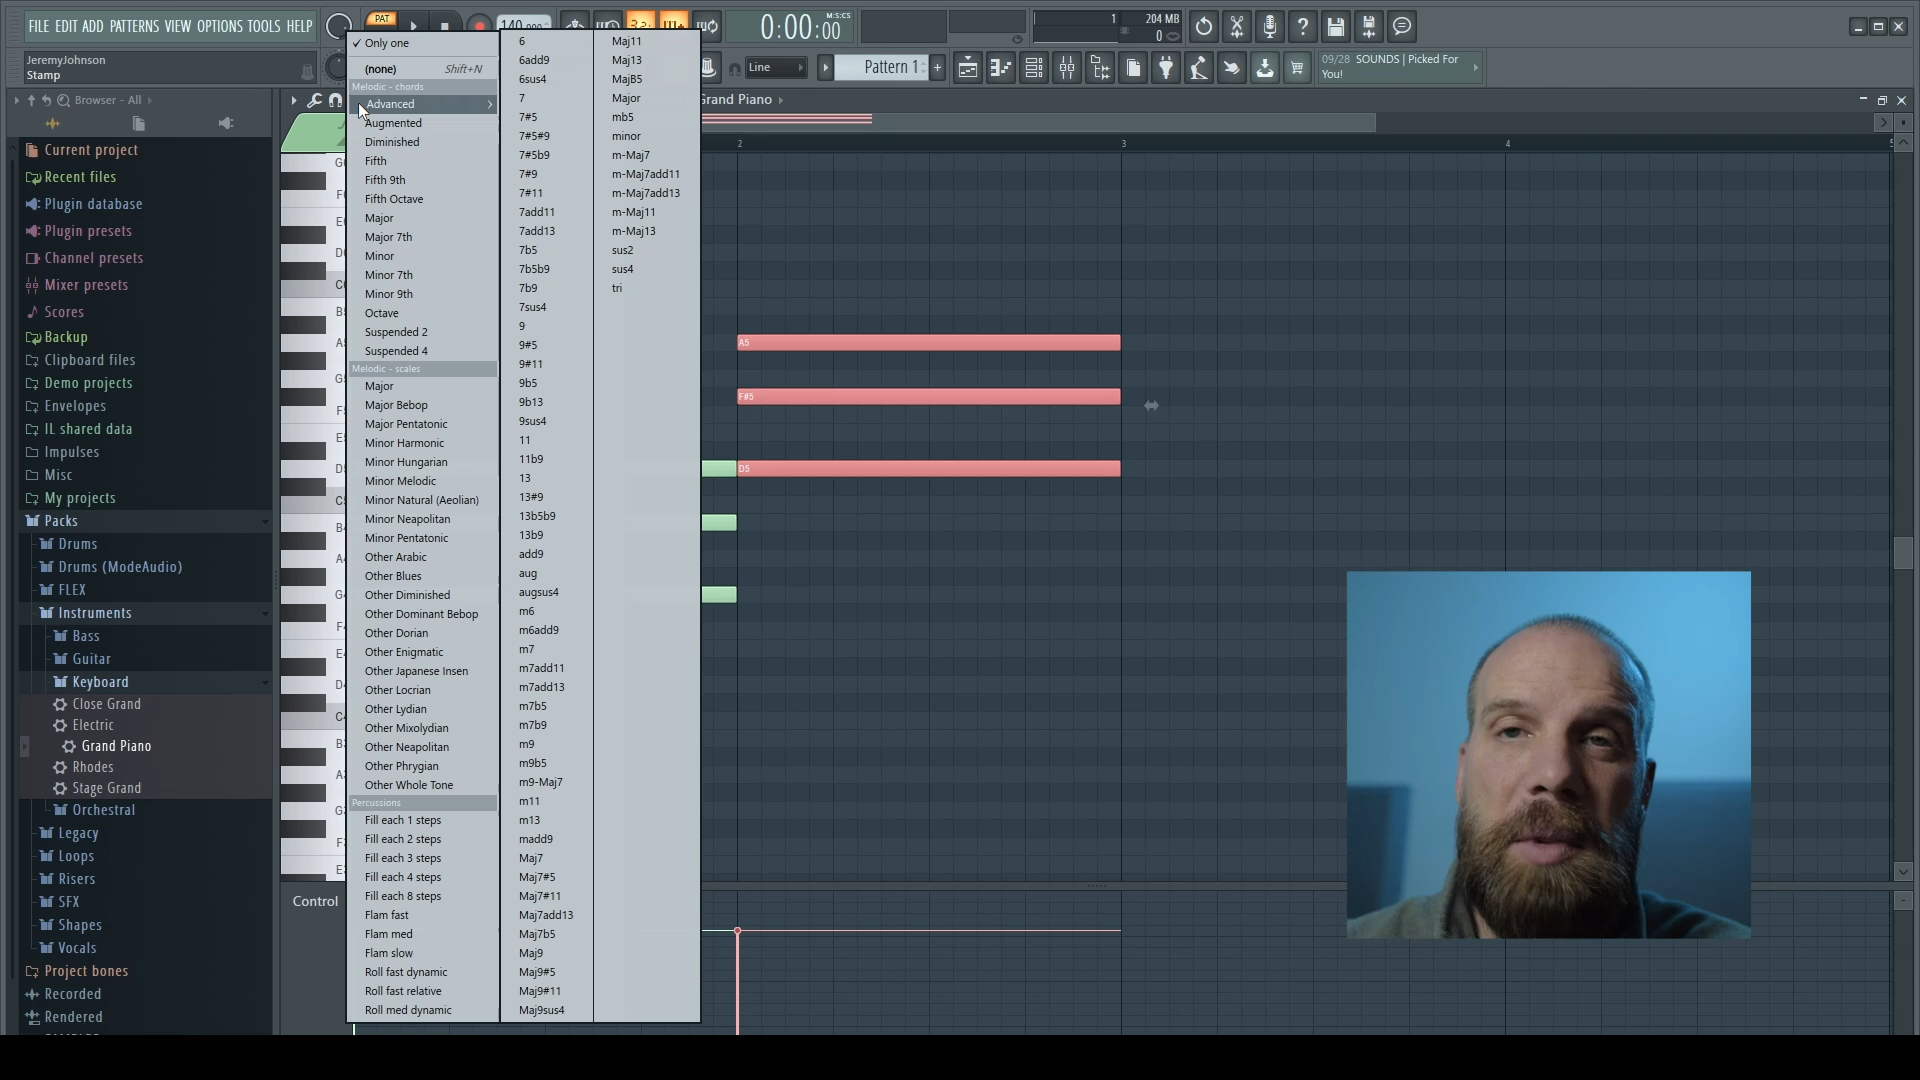 FILE EDIT ADD PATTERNS VIEW OPTIONS TOOLS HELP
PAT
140.000
3.2
0:00:00
M:S:CS
1
204 MB
0
JeremyJohnson
Stamp
Line
Pattern 1
09/28 SOUNDS | Picked For
You!
Browser - All
Grand Piano
Current project
Recent files
Plugin database
Plugin presets
Channel presets
Mixer presets
Scores
Backup
Clipboard files
Demo projects
Envelopes
IL shared data
Impulses
Misc
My projects
Packs
Drums
Drums (ModeAudio)
FLEX
Instruments
Bass
Guitar
Keyboard
Close Grand
Electric
Grand Piano
Rhodes
Stage Grand
Orchestral
Legacy
Loops
Risers
SFX
Shapes
Vocals
Project bones
Recorded
Rendered
Only one
(none) Shift+N
Melodic - chords
Advanced
Augmented
Diminished
Fifth
Fifth 9th
Fifth Octave
Major
Major 7th
Minor
Minor 7th
Minor 9th
Octave
Suspended 2
Suspended 4
Melodic - scales
Major
Major Bebop
Major Pentatonic
Minor Harmonic
Minor Hungarian
Minor Melodic
Minor Natural (Aeolian)
Minor Neapolitan
Minor Pentatonic
Other Arabic
Other Blues
Other Diminished
Other Dominant Bebop
Other Dorian
Other Enigmatic
Other Japanese Insen
Other Locrian
Other Lydian
Other Mixolydian
Other Neapolitan
Other Phrygian
Other Whole Tone
Percussions
Fill each 1 steps
Fill each 2 steps
Fill each 3 steps
Fill each 4 steps
Fill each 8 steps
Flam fast
Flam med
Flam slow
Roll fast dynamic
Roll fast relative
Roll med dynamic
6
6add9
6sus4
7
7#5
7#5#9
7#5b9
7#9
7#11
7add11
7add13
7b5
7b5b9
7b9
7sus4
9
9#5
9#11
9b5
9b13
9sus4
11
11b9
13
13#9
13b5b9
13b9
add9
aug
augsus4
m6
m6add9
m7
m7add11
m7add13
m7b5
m7b9
m9
m9b5
m9-Maj7
m11
m13
madd9
Maj7
Maj7#5
Maj7#11
Maj7add13
Maj7b5
Maj9
Maj9#5
Maj9#11
Maj9sus4
Maj11
Maj13
MajB5
Major
mb5
minor
m-Maj7
m-Maj7add11
m-Maj7add13
m-Maj11
m-Maj13
sus2
sus4
tri
2
3
4
A5
F#5
D5
Control